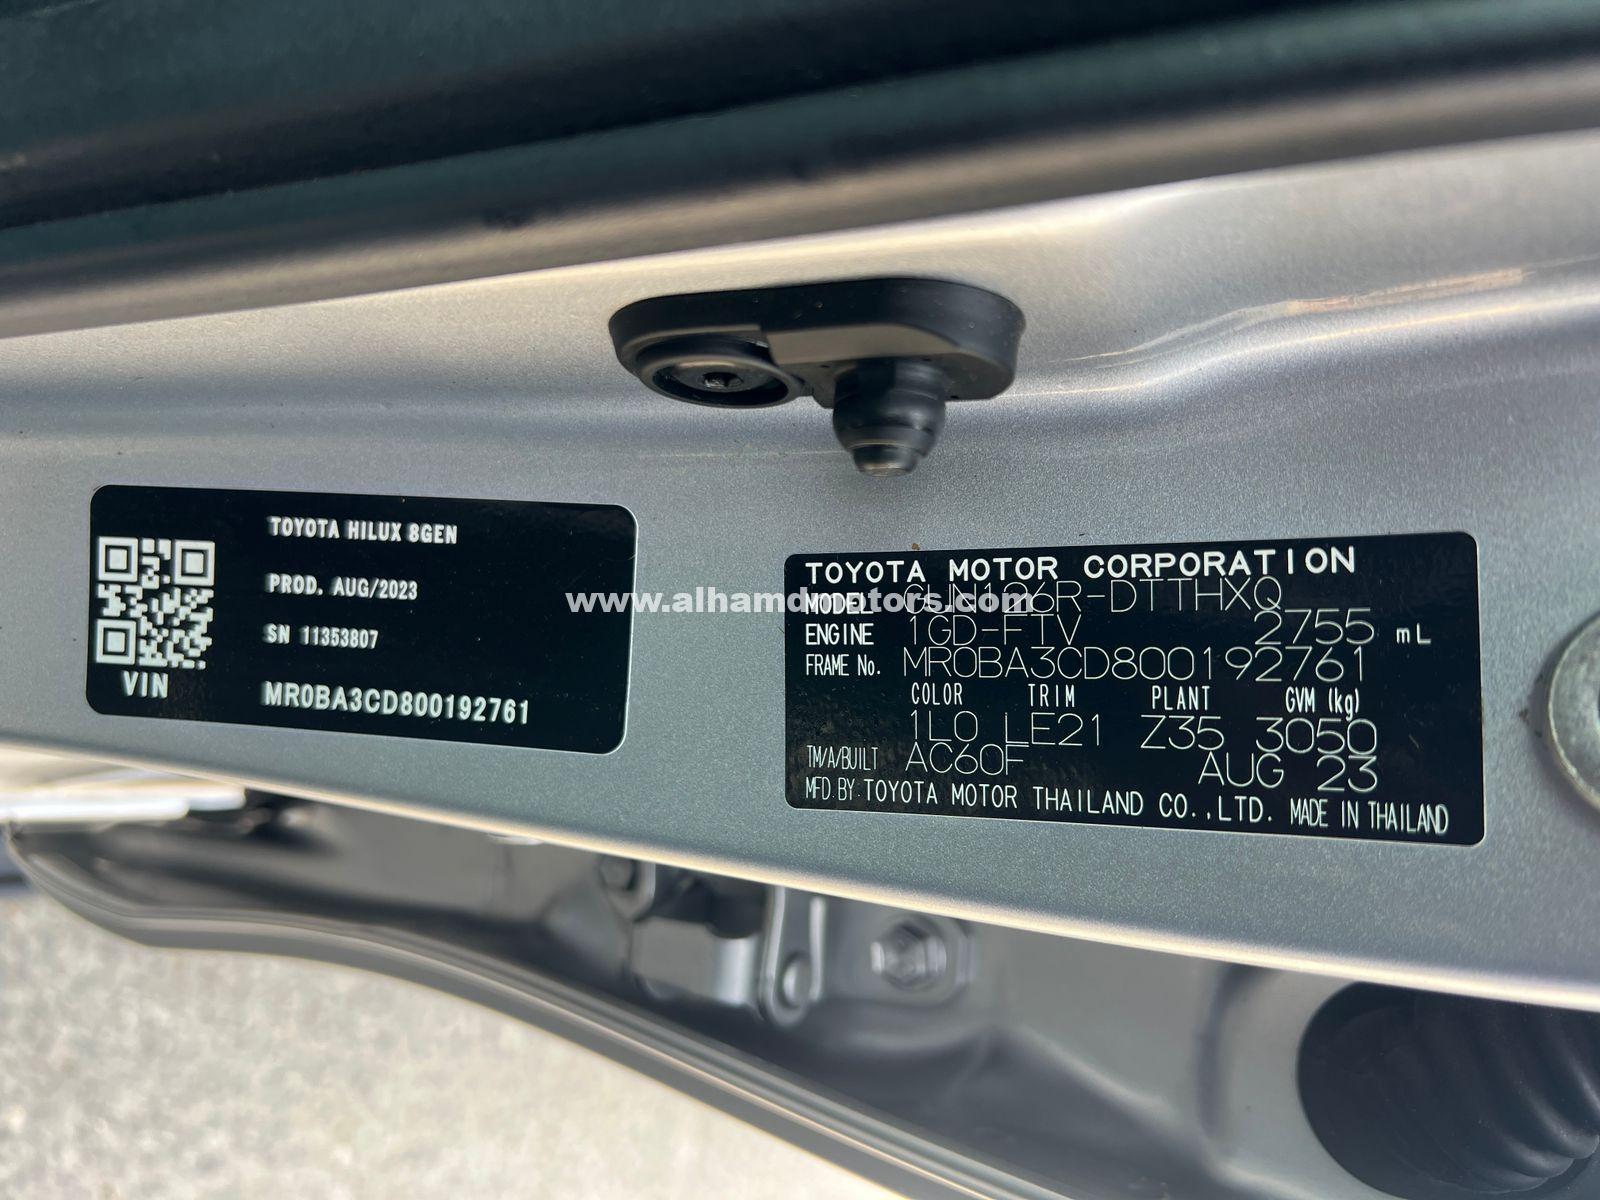 TOYOTA HILUX 8GEN
PROD. AUG/2023
SN 11353807
VIN
MR0BA3CD800192761
www.alhamdmotors.com
TOYOTA MOTOR CORPORATION
MODEL GUN126R-DTTHXQ
ENGINE 1GD-FTV 2755 mL
FRAME No. MR0BA3CD800192761
COLOR TRIM PLANT GVM (kg)
1L0 LE21 Z35 3050
TM/A/BUILT AC60F AUG 23
MFD BY TOYOTA MOTOR THAILAND CO.,LTD. MADE IN THAILAND